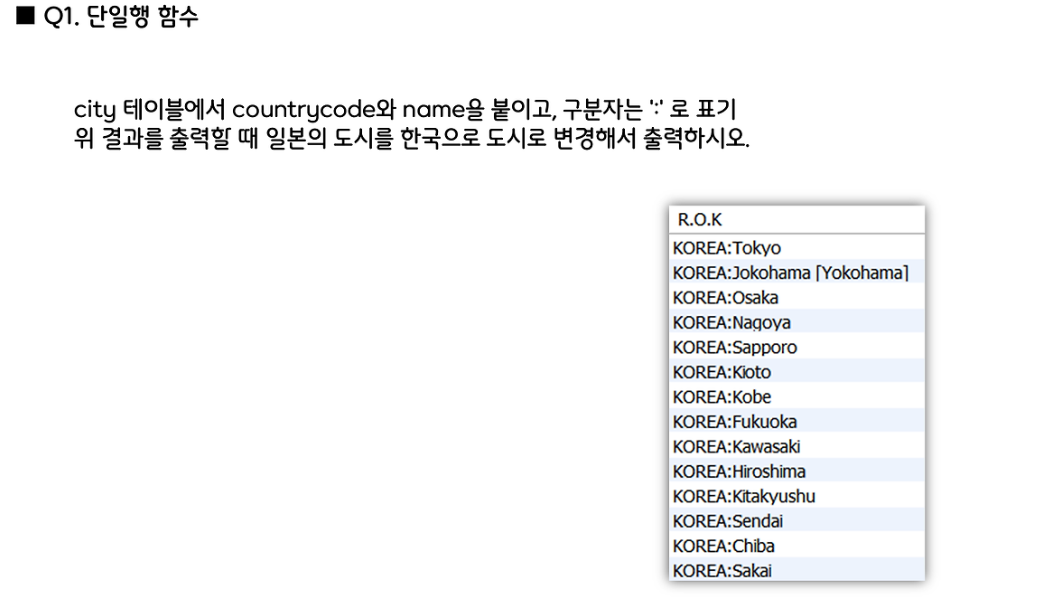 ■ Q1. 단일행 함수
city 테이블에서 countrycode와 name을 붙이고, 구분자는 ':' 로 표기
위 결과를 출력할 때 일본의 도시를 한국으로 도시로 변경해서 출력하시오.
R.O.K
KOREA:Tokyo
KOREA:Jokohama [Yokohama]
KOREA:Osaka
KOREA:Nagoya
KOREA:Sapporo
KOREA:Kioto
KOREA:Kobe
KOREA:Fukuoka
KOREA:Kawasaki
KOREA:Hiroshima
KOREA:Kitakyushu
KOREA:Sendai
KOREA:Chiba
KOREA:Sakai